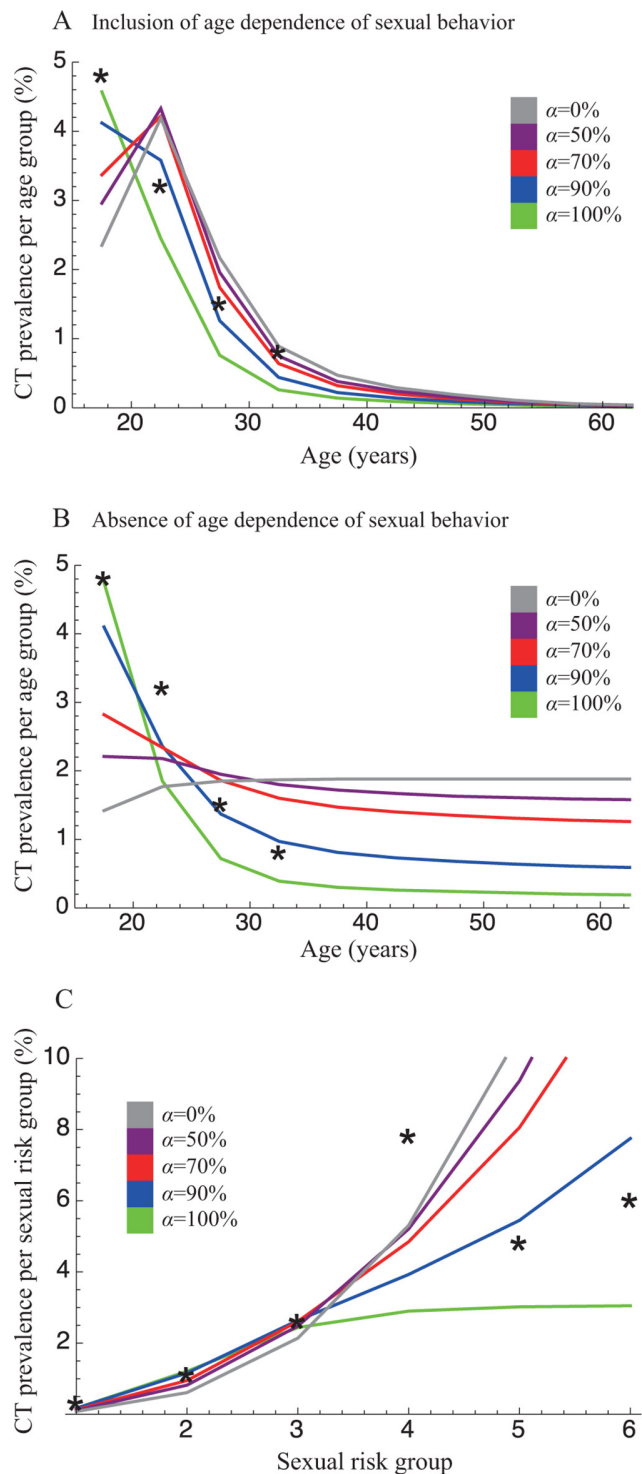 A Inclusion of age dependence of sexual behavior
CT prevalence per age group (%)
5
4
3
2
1
0
α=0%
α=50%
α=70%
α=90%
α=100%
*
*
*
*
20 30 40 50 60
Age (years)
B Absence of age dependence of sexual behavior
CT prevalence per age group (%)
5
4
3
2
1
0
α=0%
α=50%
α=70%
α=90%
α=100%
*
*
*
*
20 30 40 50 60
Age (years)
C
CT prevalence per sexual risk group (%)
10
8
6
4
2
α=0%
α=50%
α=70%
α=90%
α=100%
*
*
*
*
*
*
2 3 4 5 6
Sexual risk group